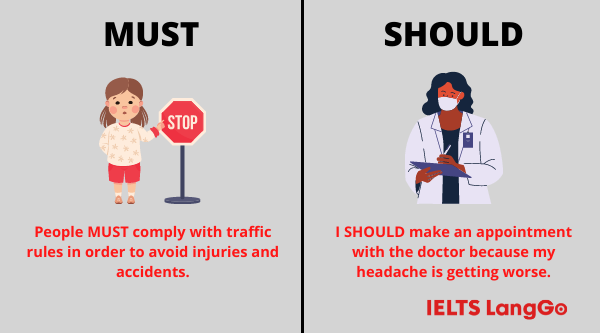 MUST
STOP
People MUST comply with traffic
rules in order to avoid injuries and
accidents.
SHOULD
I SHOULD make an appointment
with the doctor because my
headache is getting worse.
IELTS LangGo